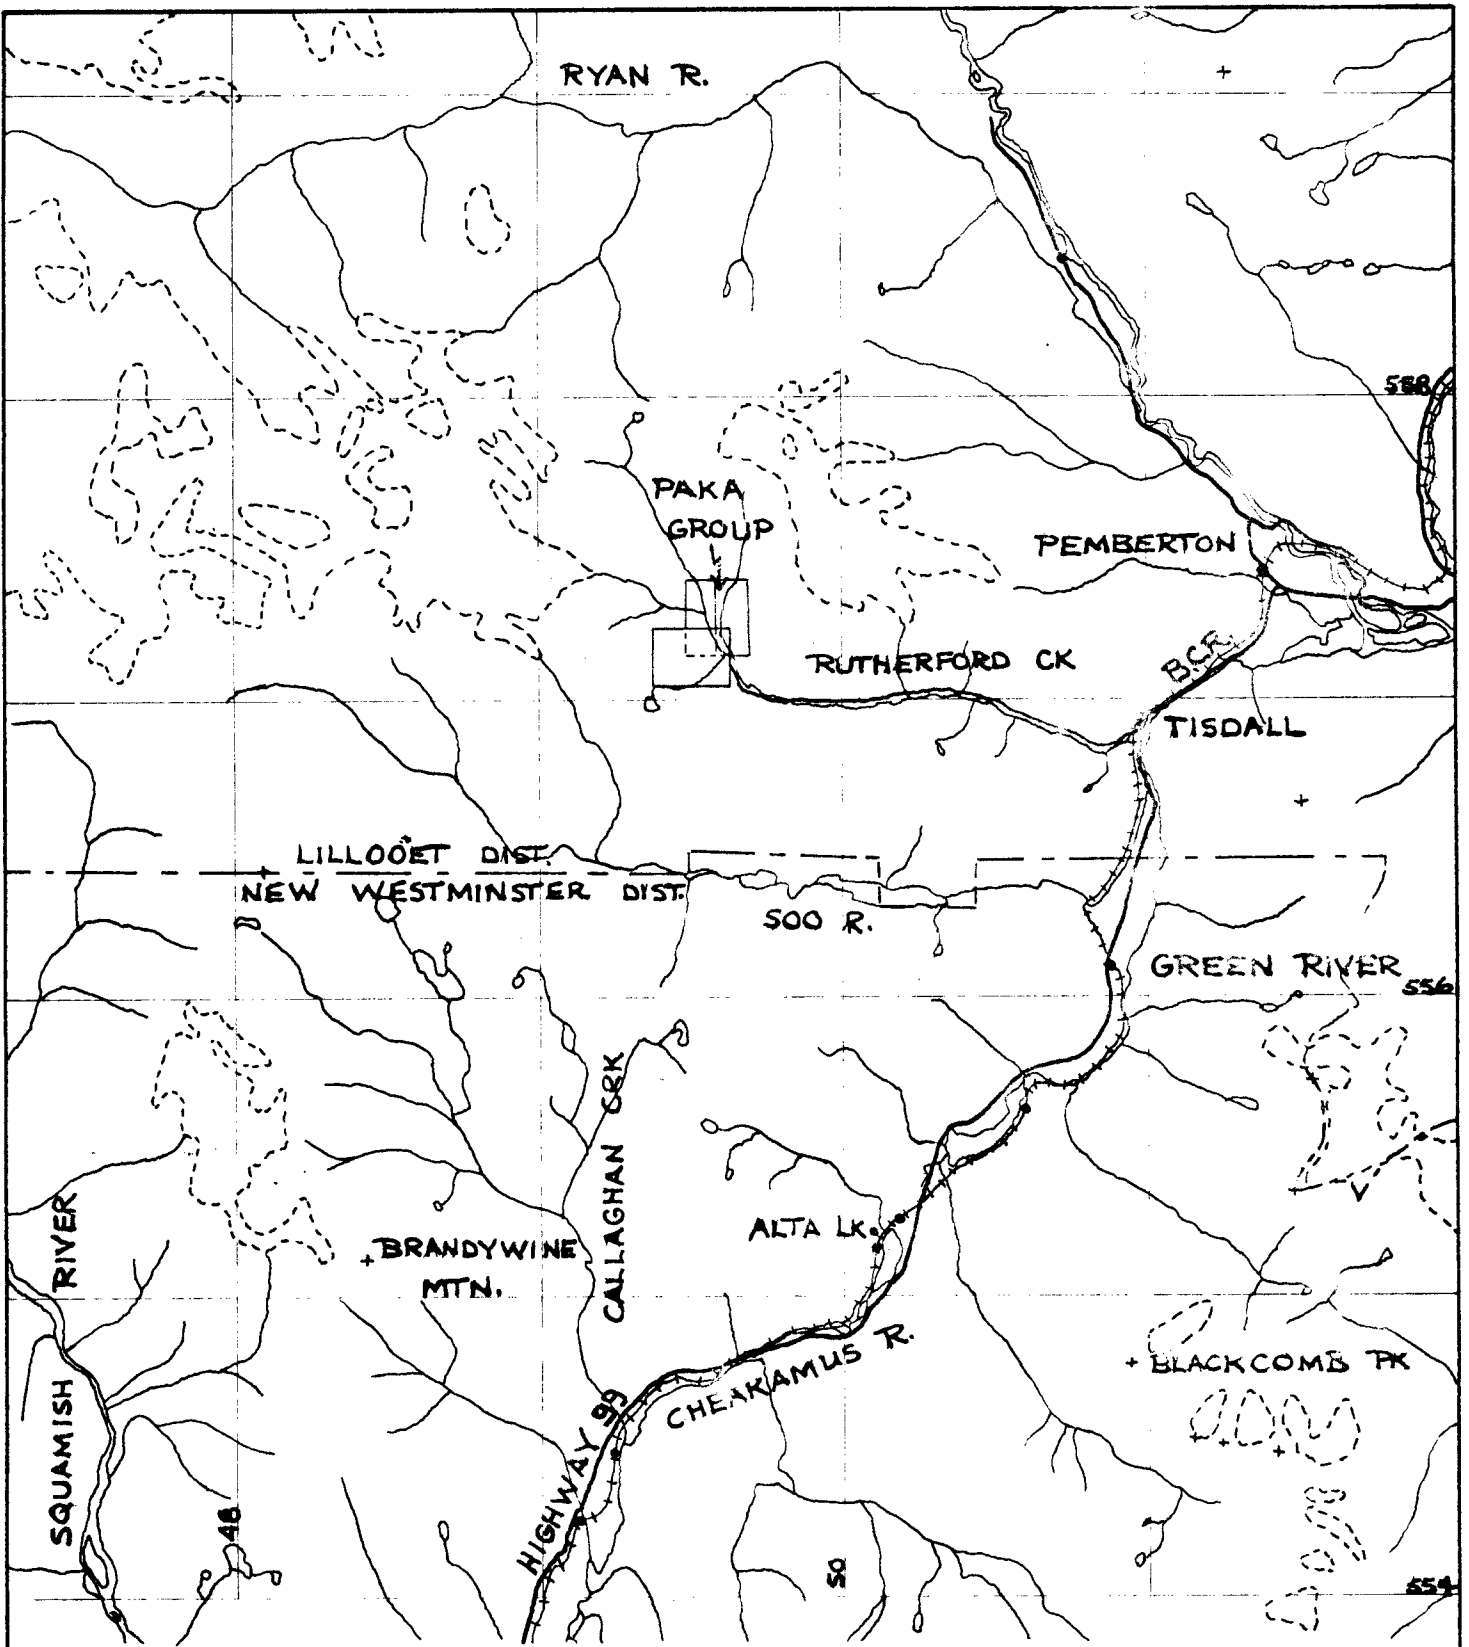 RYAN R.
558
PAKA
GROUP
PEMBERTON
RUTHERFORD CK
B.C.R.
TISDALL
LILLOOET DIST.
NEW WESTMINSTER DIST.
SOO R.
GREEN RIVER
556
CALLAGHAN CRK
ALTA LK.
BRANDYWINE
MTN.
SQUAMISH RIVER
CHEAKAMUS R.
BLACKCOMB PK
HIGHWAY 99
48
50
554